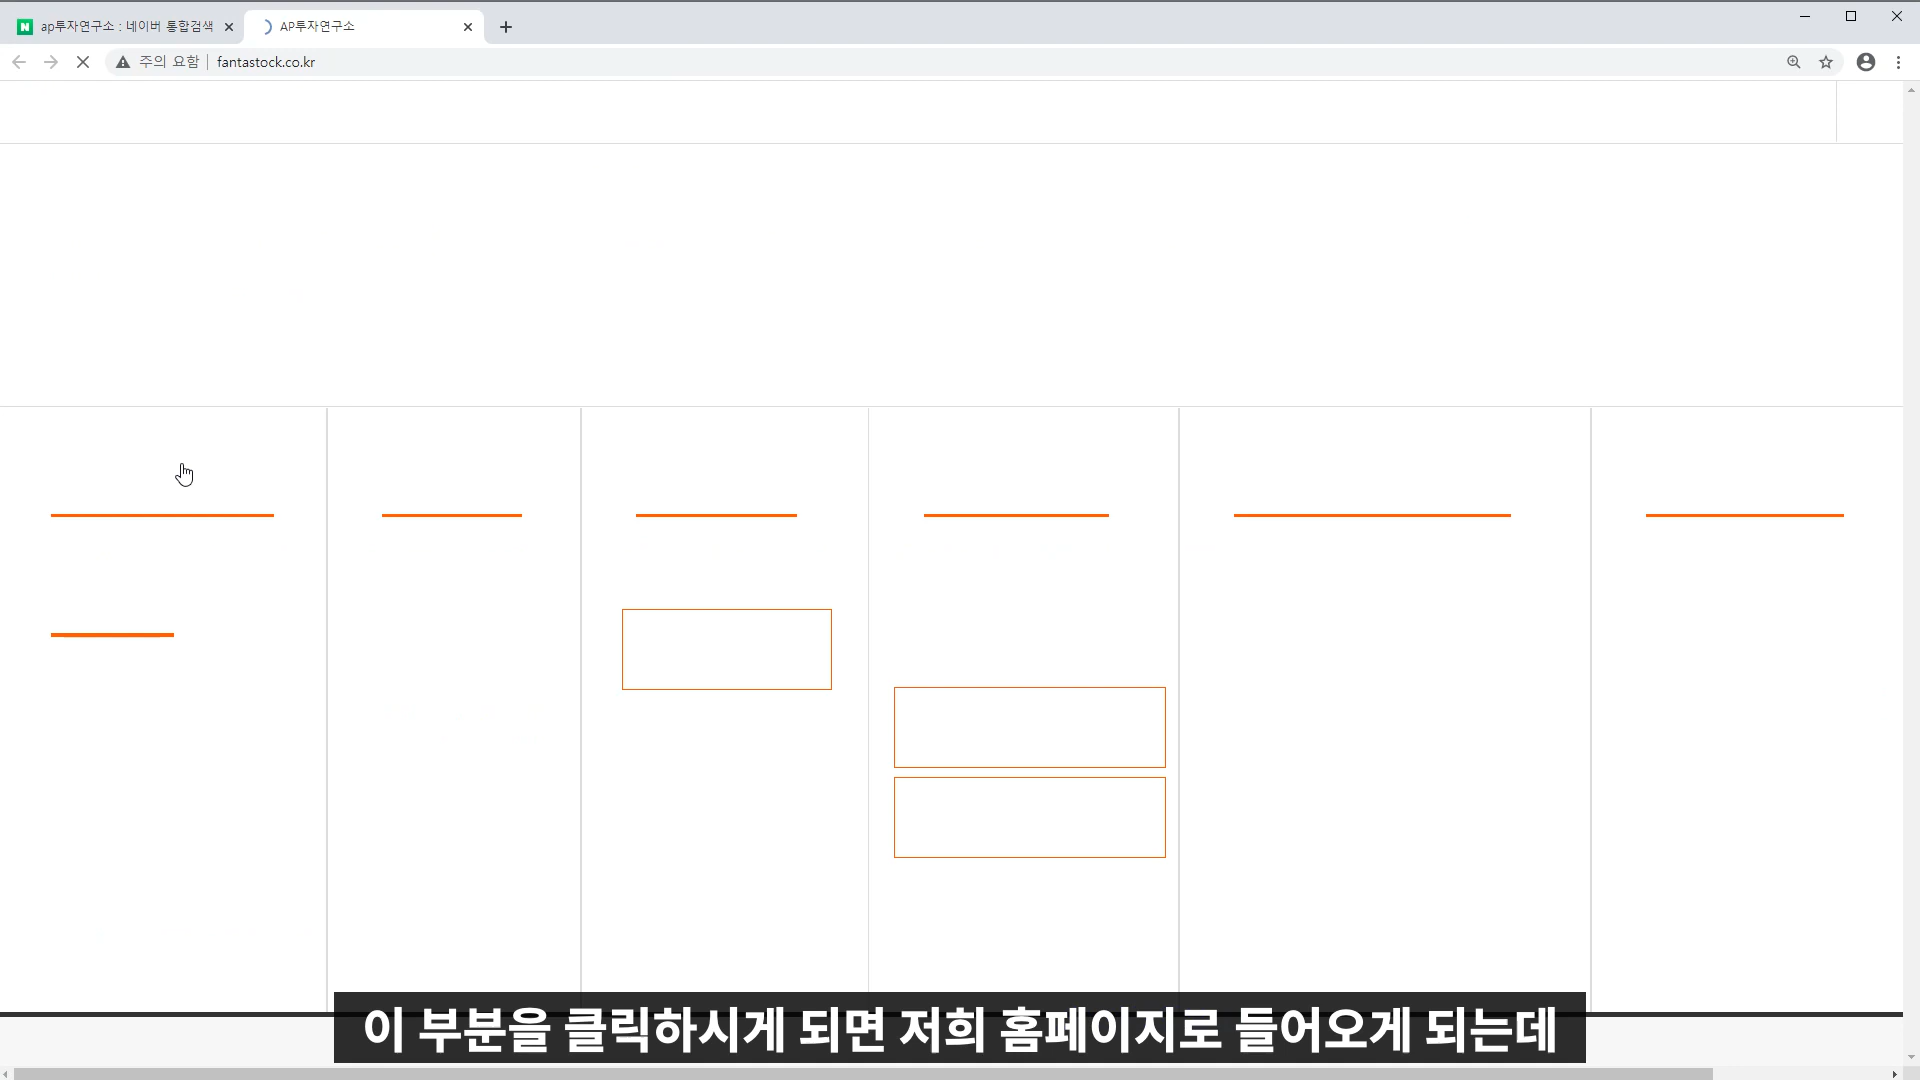 ap투자연구소 : 네이버 통합검색
AP투자연구소
주의 요함
fantastock.co.kr
이 부분을 클릭하시게 되면 저희 홈페이지로 들어오게 되는데